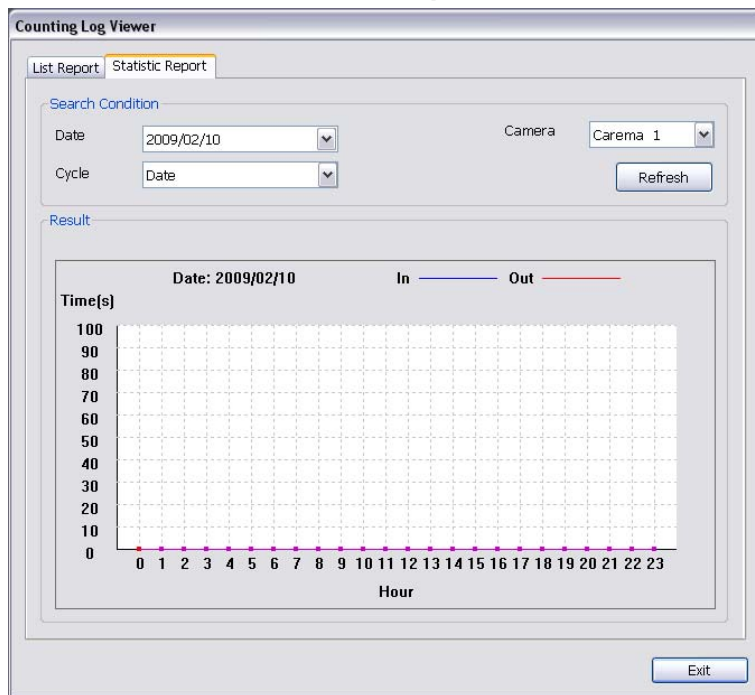 Counting Log Viewer
List Report Statistic Report
Search Condition
Date 2009/02/10 Camera Carema 1
Cycle Date Refresh
Result
Date: 2009/02/10 In Out
Time(s)
100
90
80
70
60
50
40
30
20
10
0
0 1 2 3 4 5 6 7 8 9 10 11 12 13 14 15 16 17 18 19 20 21 22 23
Hour
Exit